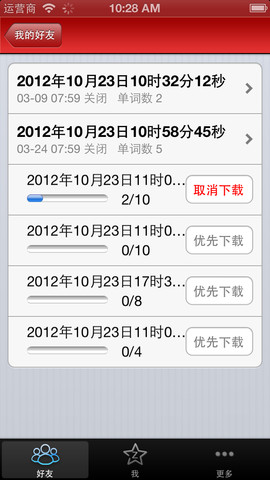 运营商 10:28 AM
我的好友
2012年10月23日10时32分12秒
03-09 07:59 关闭 单词数 2
2012年10月23日10时58分45秒
03-24 07:59 关闭 单词数 5
2012年10月23日11时0...
2/10
取消下载
2012年10月23日11时0...
0/10
优先下载
2012年10月23日17时3...
0/8
优先下载
2012年10月23日11时0...
0/4
优先下载
好友 我 更多